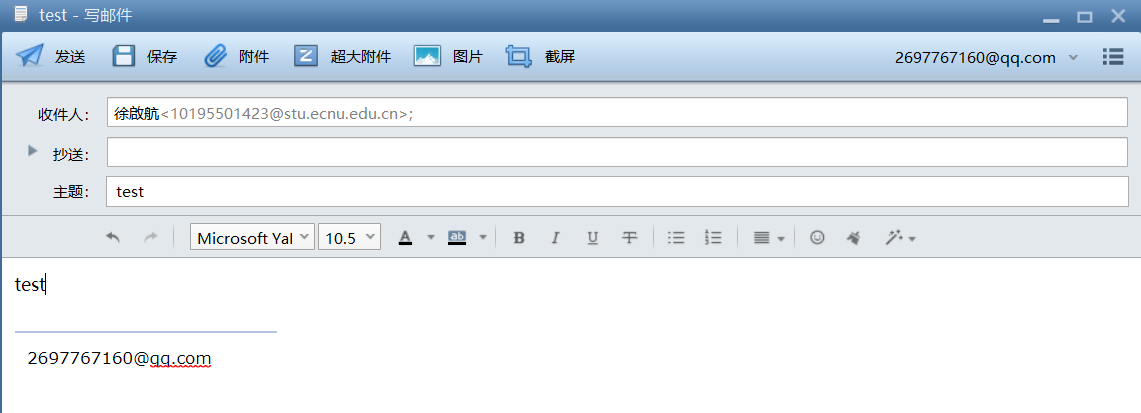 test - 写邮件
发送 保存 附件 超大附件 图片 截屏 2697767160@qq.com
收件人: 徐啟航<10195501423@stu.ecnu.edu.cn>;
抄送:
主题: test
Microsoft Yal 10.5 A ab B I U T
test
2697767160@qq.com